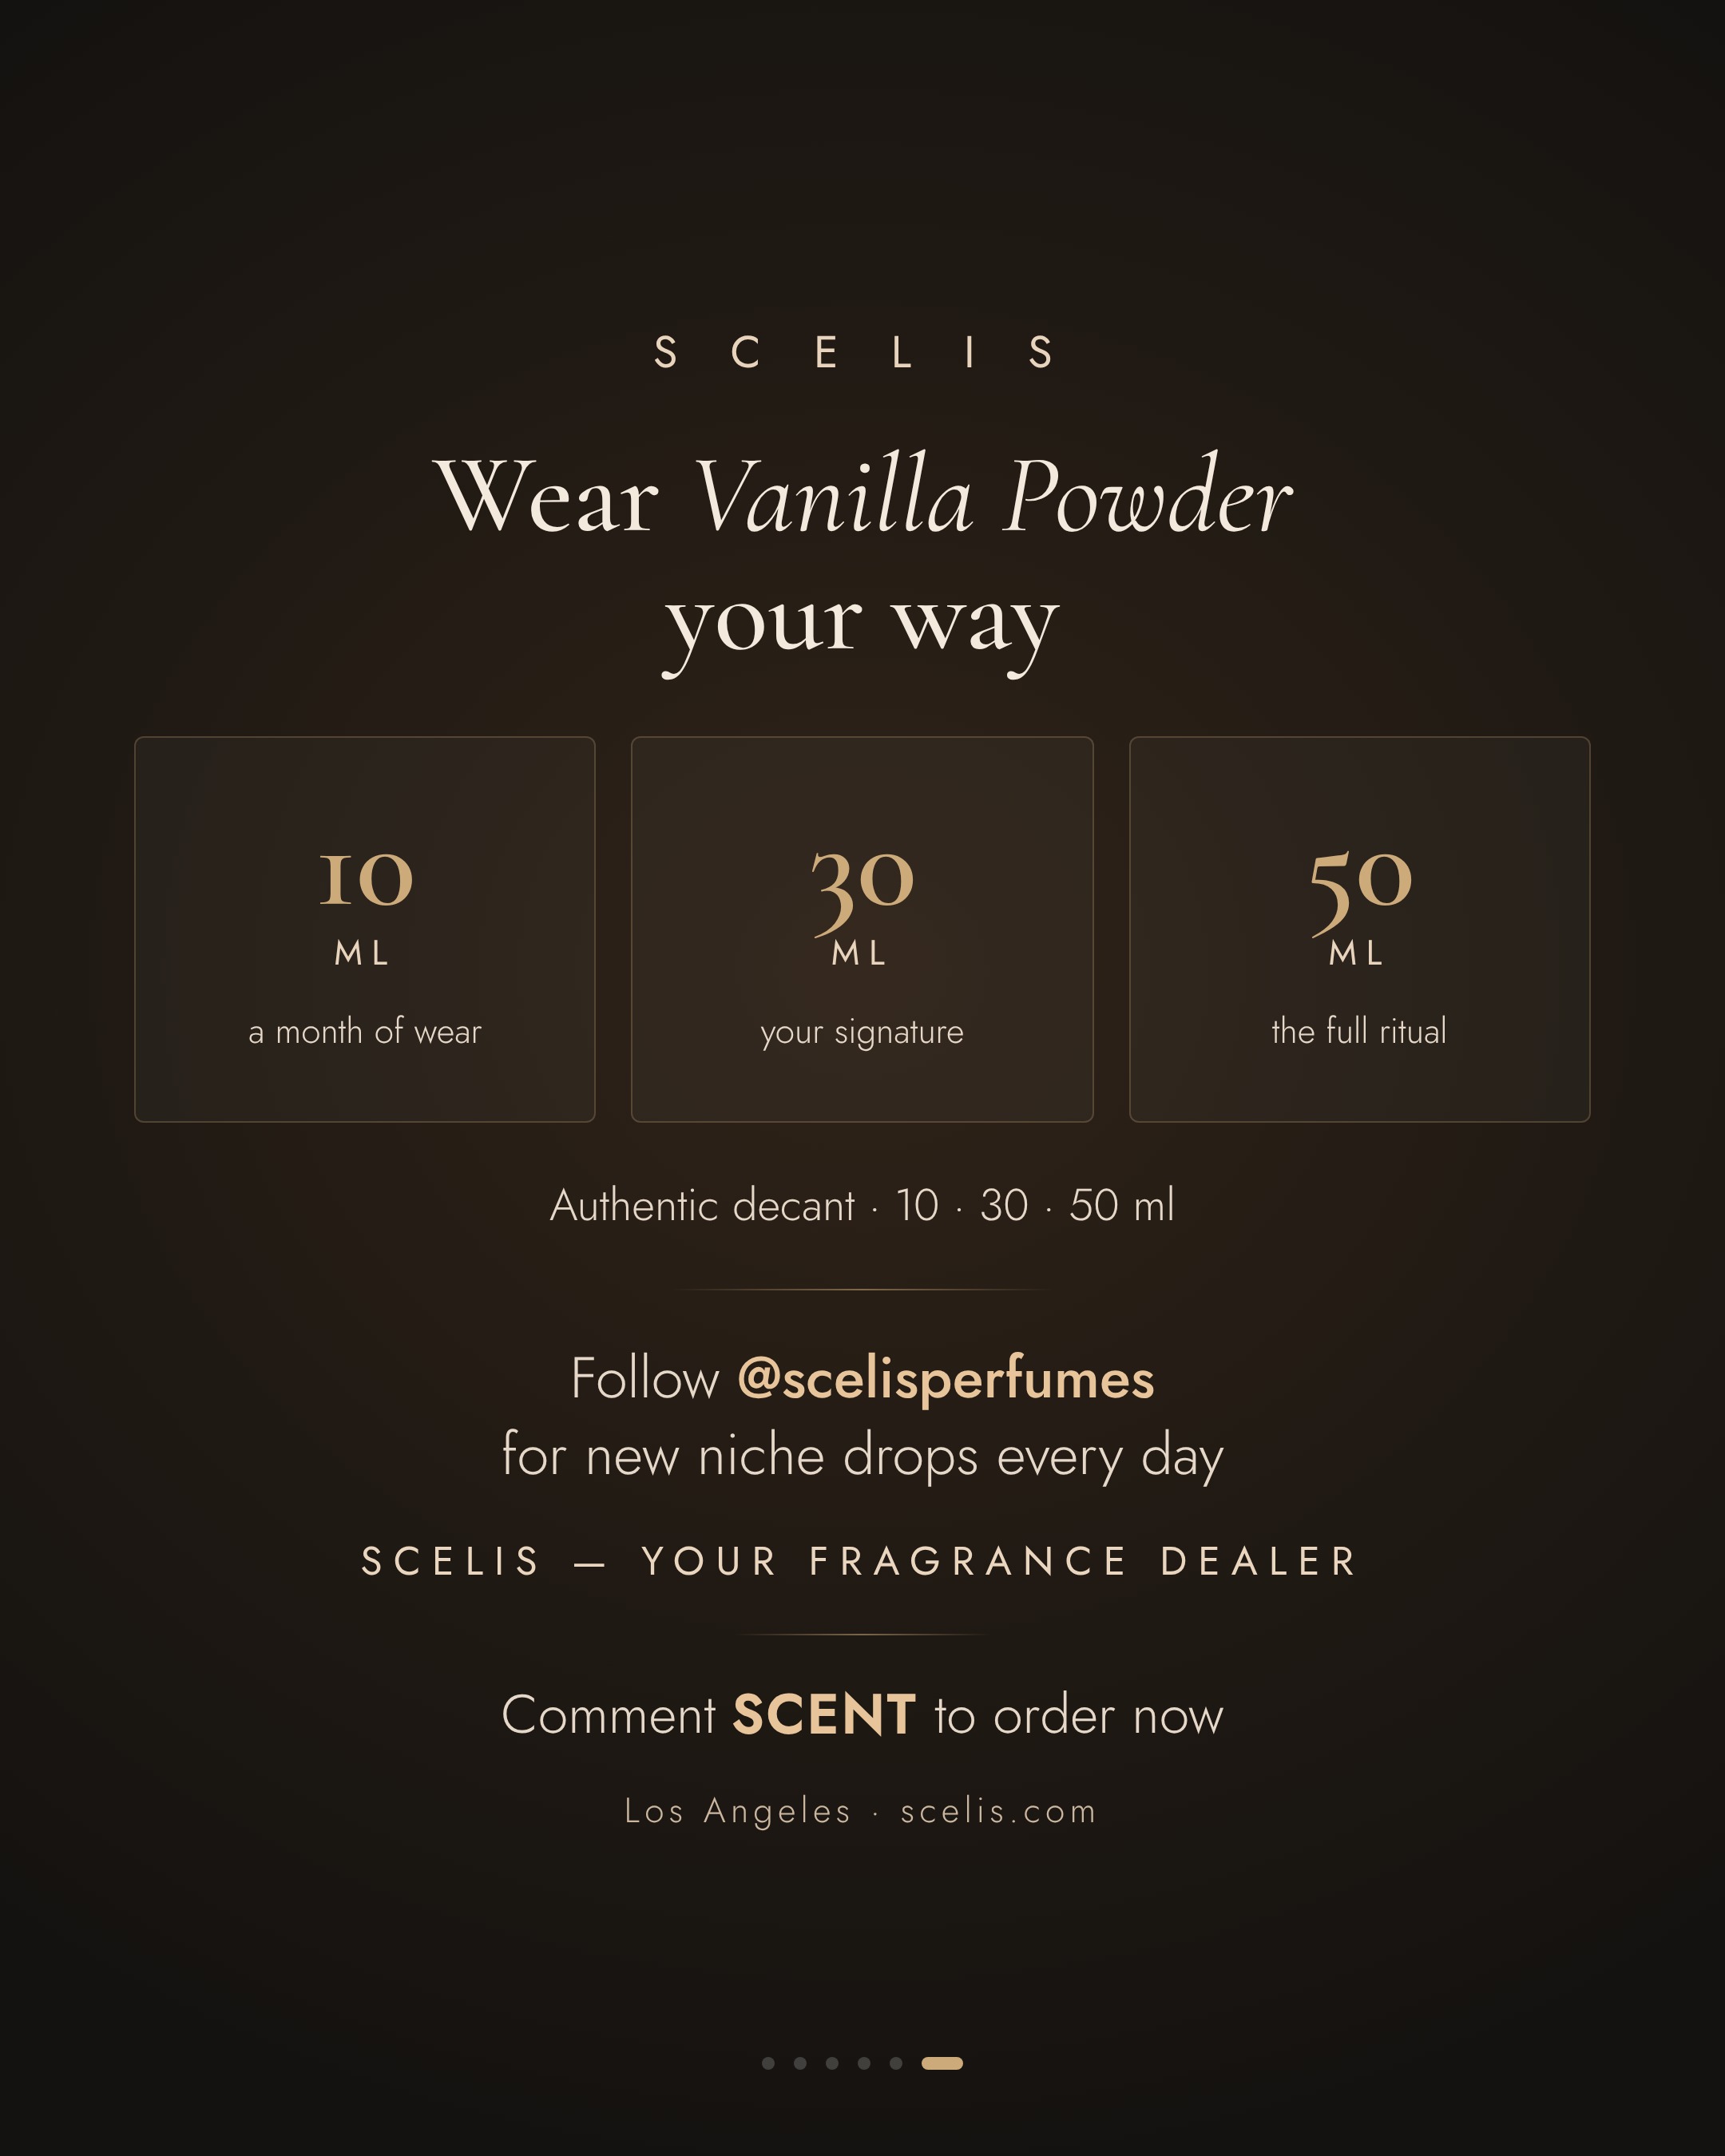 SCELIS
Wear Vanilla Powder
your way
10
ML
a month of wear
30
ML
your signature
50
ML
the full ritual
Authentic decant · 10 · 30 · 50 ml
Follow @scelisperfumes
for new niche drops every day
SCELIS — YOUR FRAGRANCE DEALER
Comment SCENT to order now
Los Angeles · scelis.com